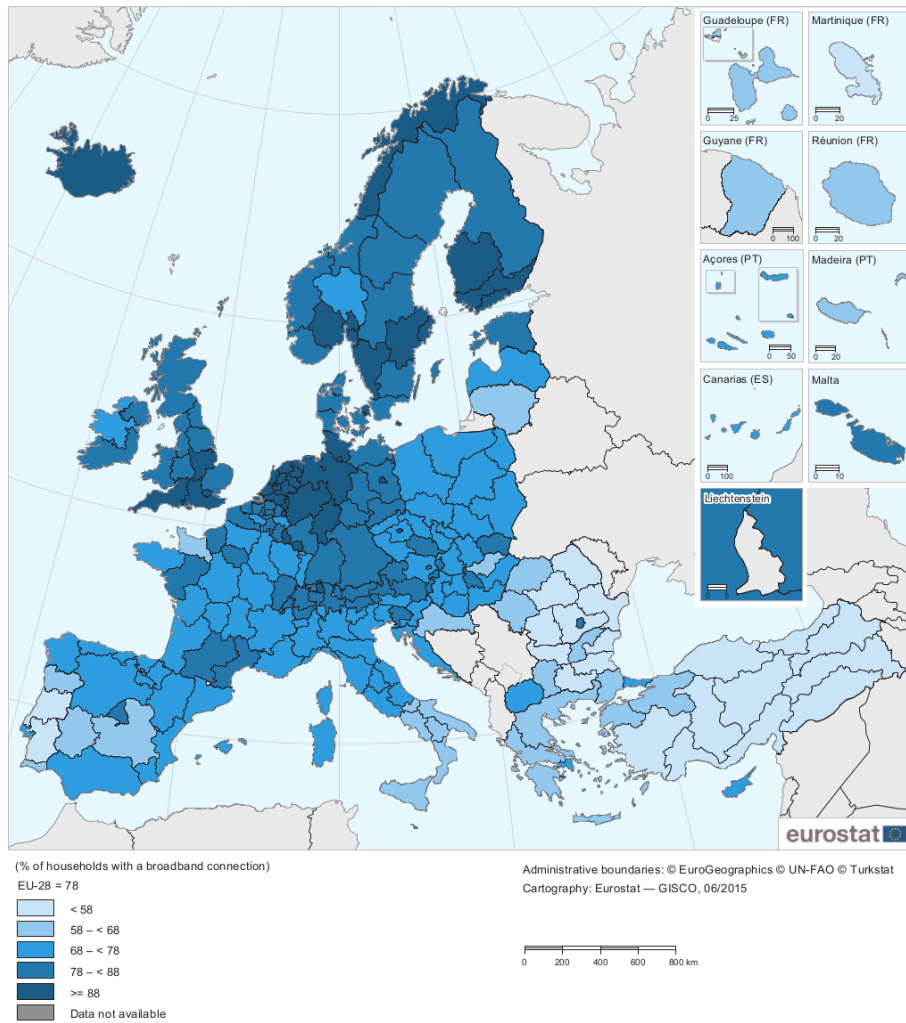 Guadeloupe (FR)
0 25
Martinique (FR)
0 20
Guyane (FR)
0 100
Réunion (FR)
0 20
Açores (PT)
0 50
Madeira (PT)
0 20
Canarias (ES)
0 100
Malta
0 10
Liechtenstein
0 5
eurostat
(% of households with a broadband connection)
EU-28 = 78
< 58
58 – < 68
68 – < 78
78 – < 88
>= 88
Data not available
Administrative boundaries: © EuroGeographics © UN-FAO © Turkstat
Cartography: Eurostat — GISCO, 06/2015
0 200 400 600 800 km